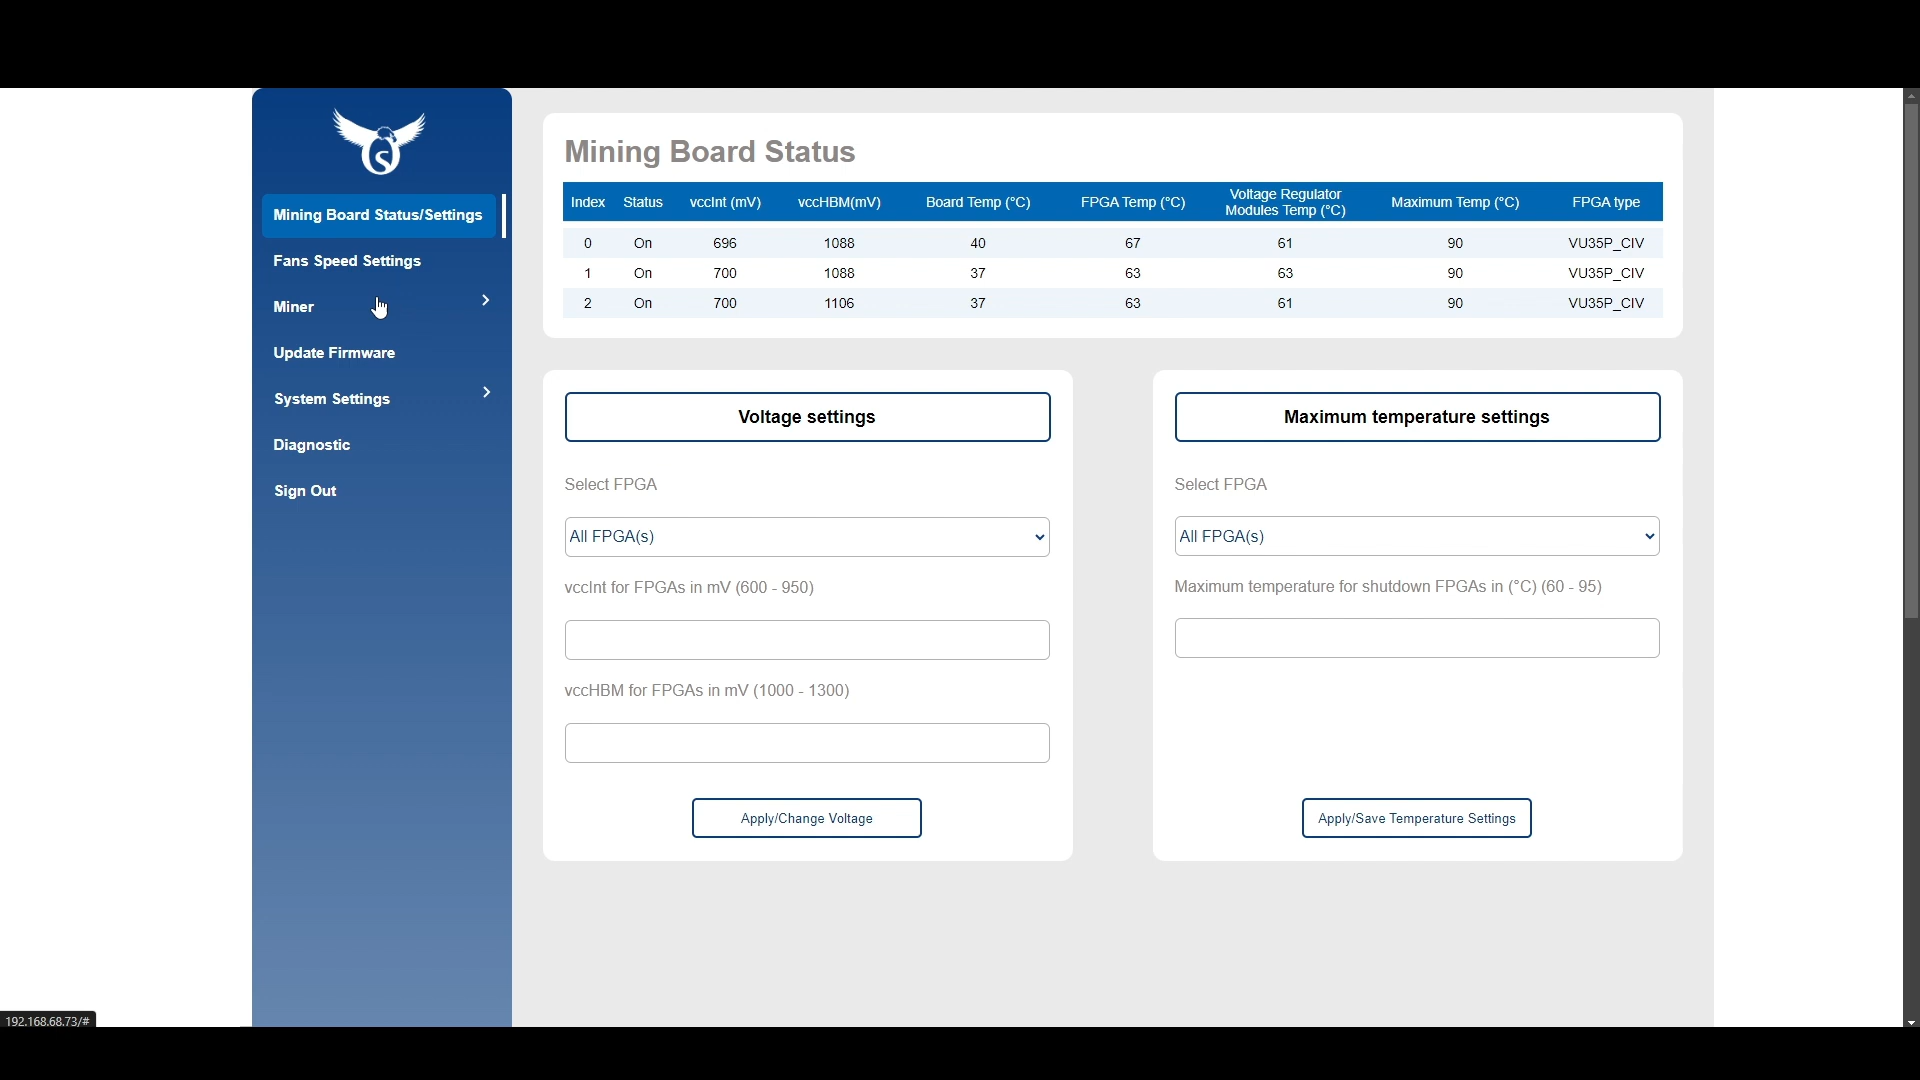 S
Mining Board Status/Settings
Fans Speed Settings
Miner
Update Firmware
System Settings
Diagnostic
Sign Out
Mining Board Status
Index Status vccInt (mV) vccHBM(mV) Board Temp (°C) FPGA Temp (°C) Voltage Regulator Modules Temp (°C) Maximum Temp (°C) FPGA type
0 On 696 1088 40 67 61 90 VU35P_CIV
1 On 700 1088 37 63 63 90 VU35P_CIV
2 On 700 1106 37 63 61 90 VU35P_CIV
Voltage settings
Select FPGA
All FPGA(s)
vccInt for FPGAs in mV (600 - 950)
vccHBM for FPGAs in mV (1000 - 1300)
Apply/Change Voltage
Maximum temperature settings
Select FPGA
All FPGA(s)
Maximum temperature for shutdown FPGAs in (°C) (60 - 95)
Apply/Save Temperature Settings
192.168.68.73/#